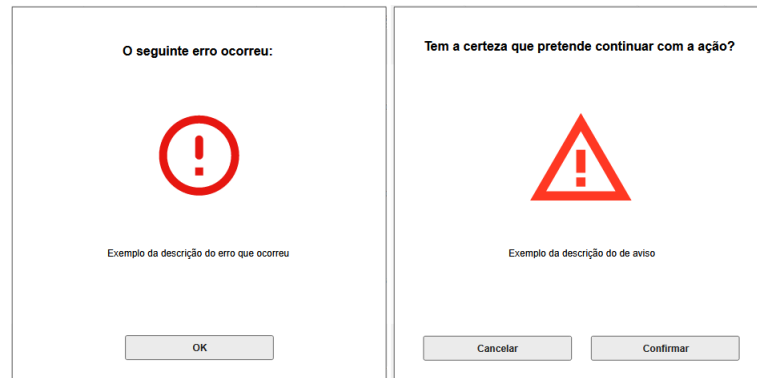 O seguinte erro ocorreu:
Exemplo da descrição do erro que ocorreu
OK
Tem a certeza que pretende continuar com a ação?
Exemplo da descrição do de aviso
Cancelar
Confirmar